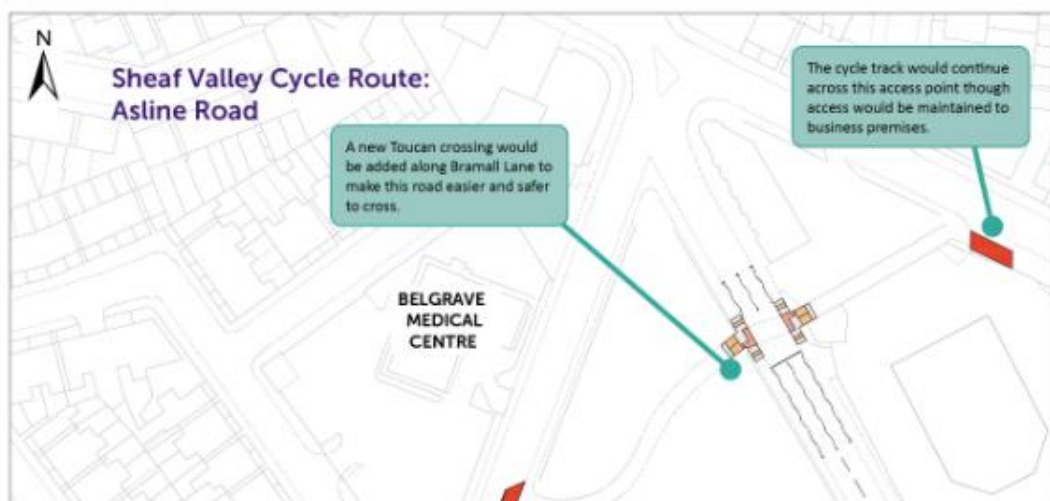 N
Sheaf Valley Cycle Route:
Asline Road
A new Toucan crossing would
be added along Bramall Lane to
make this road easier and safer
to cross.
The cycle track would continue
across this access point though
access would be maintained to
business premises.
BELGRAVE
MEDICAL
CENTRE